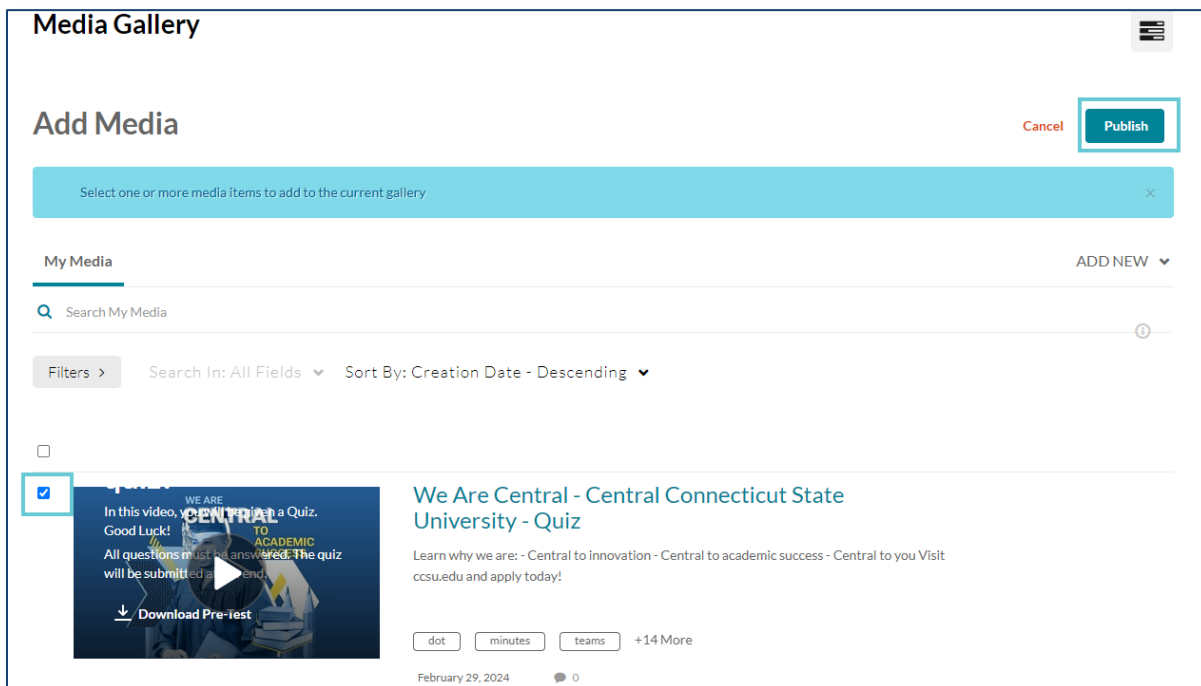 Media Gallery
Add Media
Cancel
Publish
Select one or more media items to add to the current gallery
×
My Media
ADD NEW
Search My Media
Filters >
Search In: All Fields
Sort By: Creation Date - Descending
quiz.
WE ARE
CENTRAL
TO
ACADEMIC
SUCCESS
In this video, you will be given a Quiz.
Good Luck!
All questions must be answered. The quiz
will be submitted at end.
Download Pre-Test
We Are Central - Central Connecticut State
University - Quiz
Learn why we are: - Central to innovation - Central to academic success - Central to you Visit
ccsu.edu and apply today!
dot
minutes
teams
+14 More
February 29, 2024
0